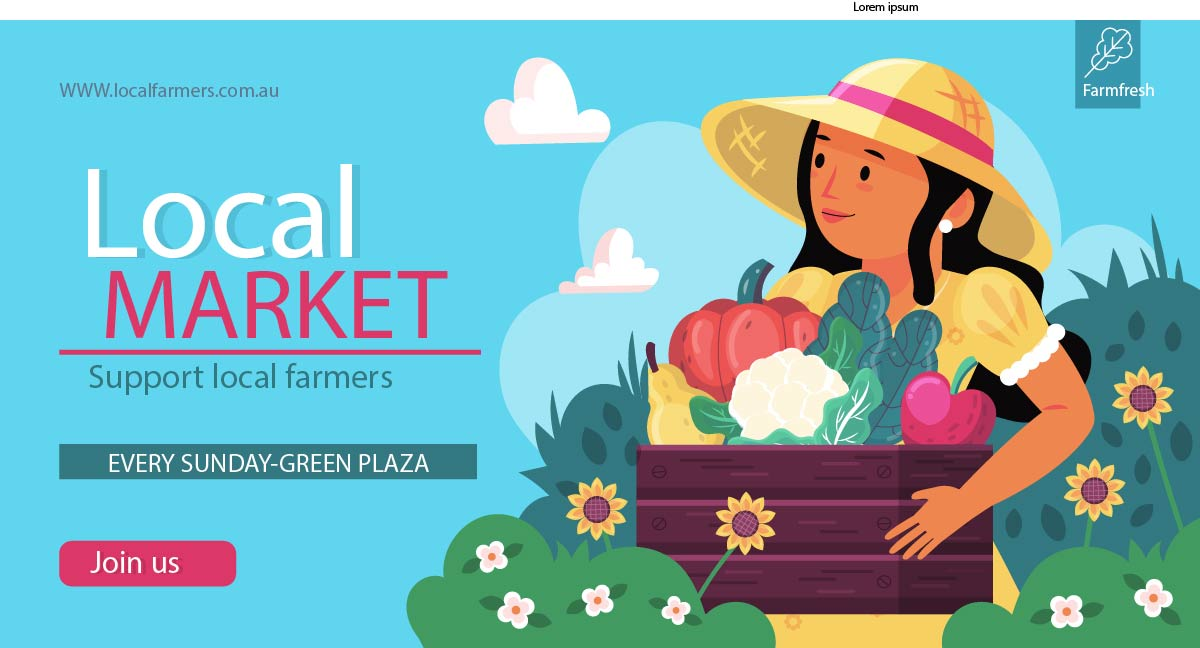 Lorem ipsum
WWW.localfarmers.com.au
Farmfresh
Local
MARKET
Support local farmers
EVERY SUNDAY-GREEN PLAZA
Join us